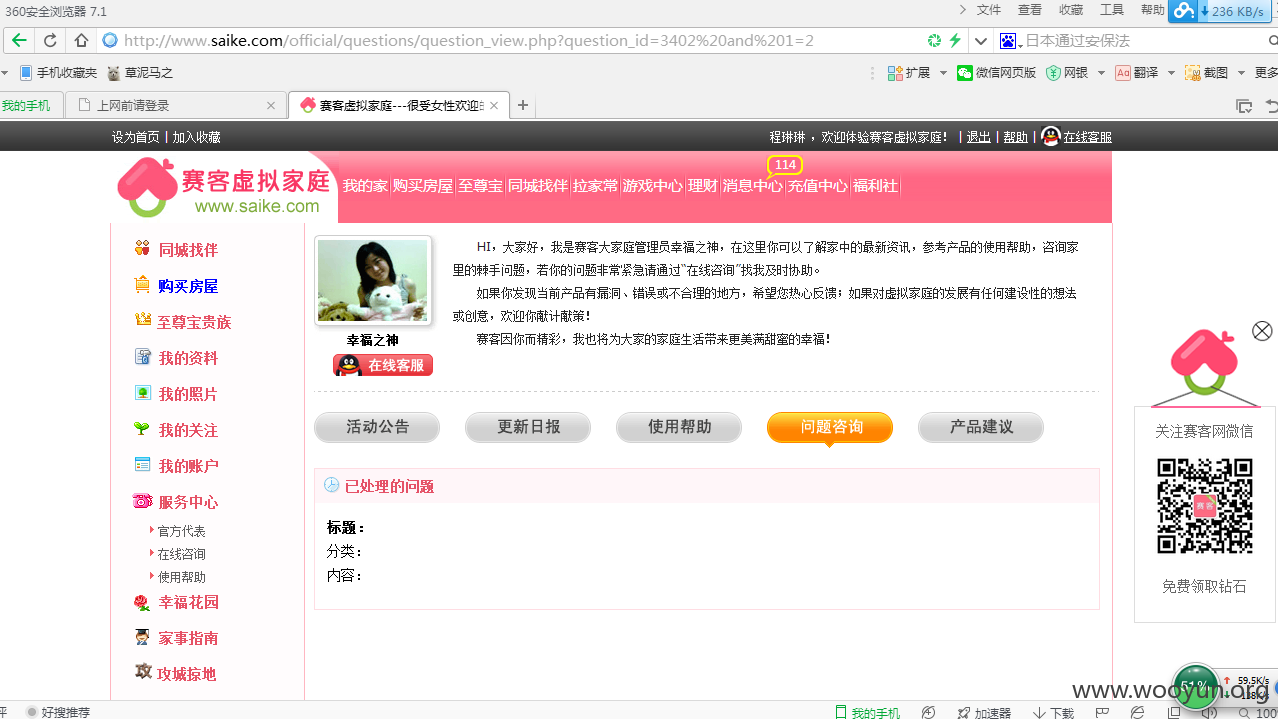 360安全浏览器 7.1
文件 查看 收藏 工具 帮助 236 KB/s
http://www.saike.com/official/questions/question_view.php?question_id=3402%20and%201=2
日本通过安保法
手机收藏夹 草泥马之 扩展 微信网页版 网银 翻译 截图 更多
我的手机 上网前请登录 赛客虚拟家庭---很受女性欢迎的
设为首页 | 加入收藏
程琳琳 ，欢迎体验赛客虚拟家庭！ | 退出 | 帮助 | 在线客服
赛客虚拟家庭
www.saike.com
114
我的家 购买房屋 至尊宝 同城找伴 拉家常 游戏中心 理财 消息中心 充值中心 福利社
同城找伴
购买房屋
至尊宝贵族
我的资料
我的照片
我的关注
我的账户
服务中心
官方代表
在线咨询
使用帮助
幸福花园
家事指南
攻城掠地
幸福之神
在线客服
HI，大家好，我是赛客大家庭管理员幸福之神，在这里你可以了解家中的最新资讯，参考产品的使用帮助，咨询家
里的棘手问题，若你的问题非常紧急请通过“在线咨询”找我及时协助。
如果你发现当前产品有漏洞、错误或不合理的地方，希望您热心反馈；如果对虚拟家庭的发展有任何建设性的想法
或创意，欢迎你献计献策！
赛客因你而精彩，我也将为大家的家庭生活带来更美满甜蜜的幸福！
活动公告 更新日报 使用帮助 问题咨询 产品建议
已处理的问题
标题：
分类：
内容：
关注赛客网微信
赛客
免费领取钻石
51% 59.5K/s
www.wooyun.org
好搜推荐 我的手机 加速器 下载